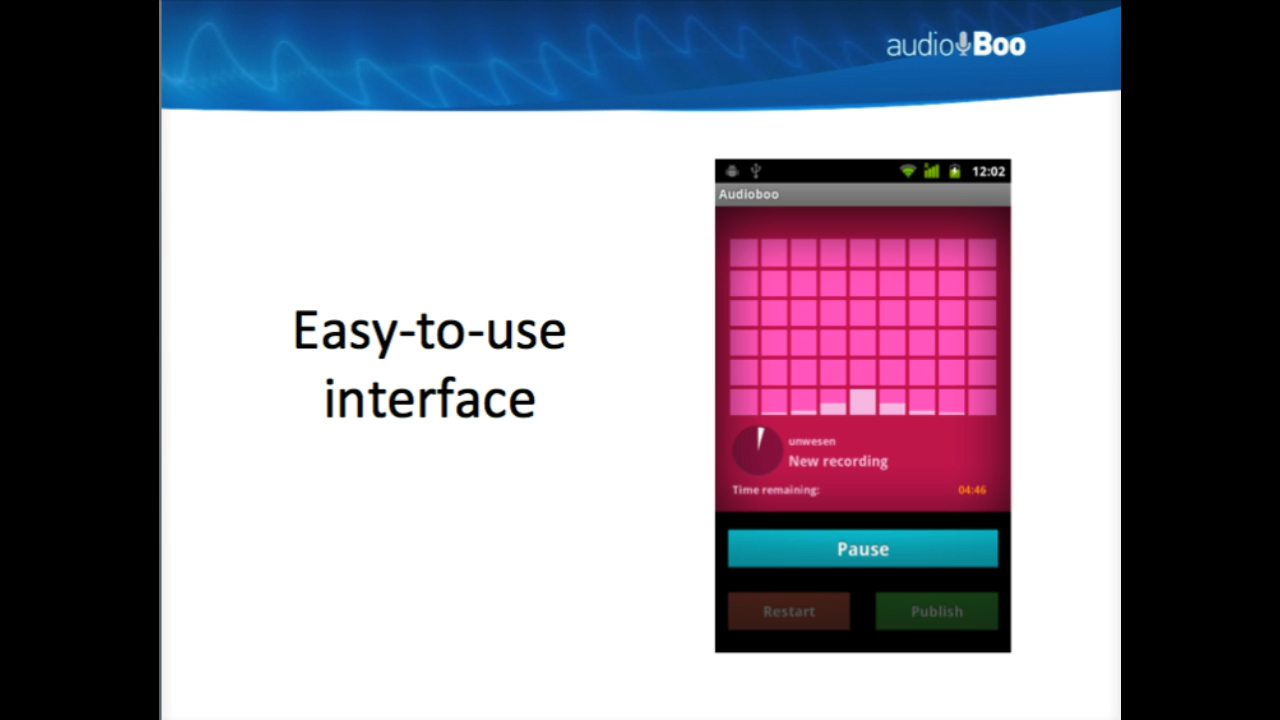 audioBoo
Easy-to-use
interface
12:02
Audioboo
unwesen
New recording
Time remaining: 04:46
Pause
Restart Publish